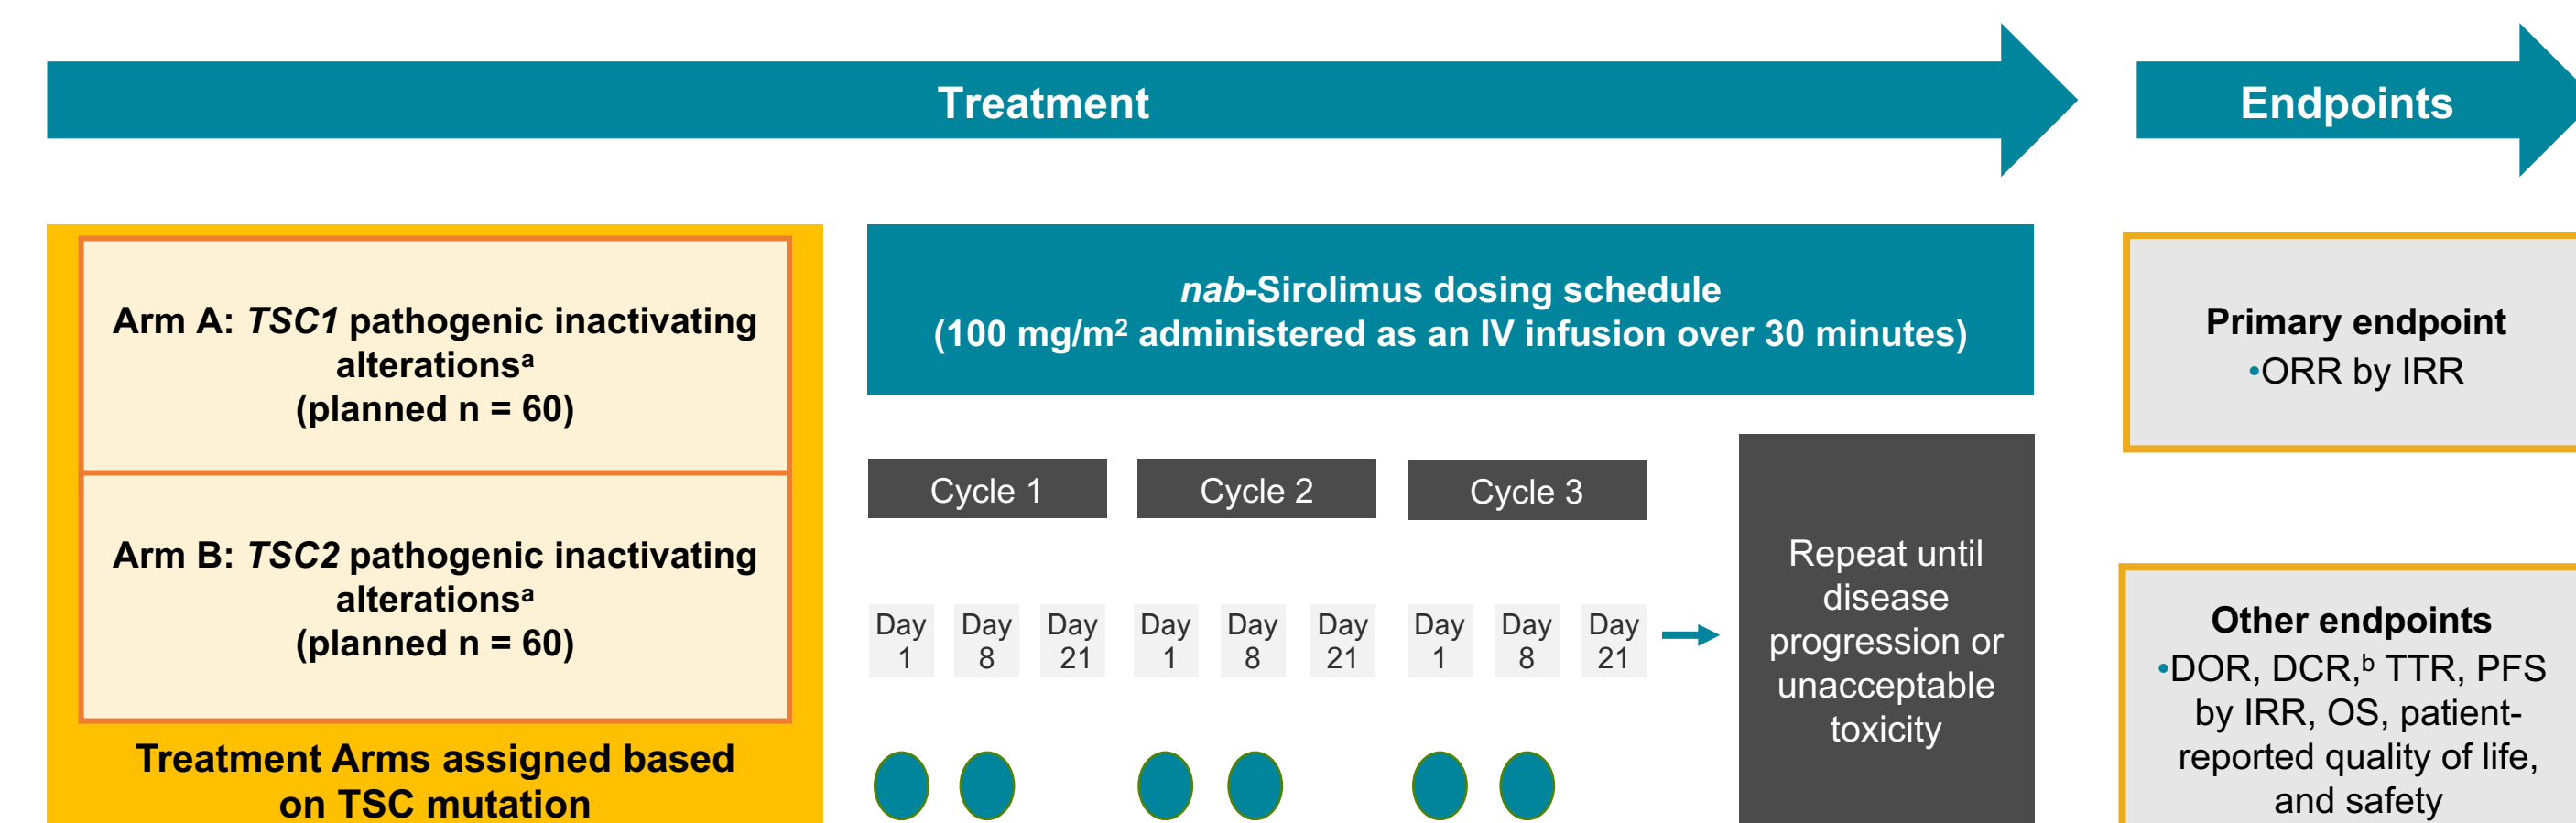 Treatment
Endpoints
Arm A: TSC1 pathogenic inactivating
alterationsᵃ
(planned n = 60)
Arm B: TSC2 pathogenic inactivating
alterationsᵃ
(planned n = 60)
Treatment Arms assigned based
on TSC mutation
nab-Sirolimus dosing schedule
(100 mg/m² administered as an IV infusion over 30 minutes)
Cycle 1
Cycle 2
Cycle 3
Day
1
Day
8
Day
21
Day
1
Day
8
Day
21
Day
1
Day
8
Day
21
Repeat until
disease
progression or
unacceptable
toxicity
Primary endpoint
•ORR by IRR
Other endpoints
•DOR, DCR,ᵇ TTR, PFS
by IRR, OS, patient-
reported quality of life,
and safety